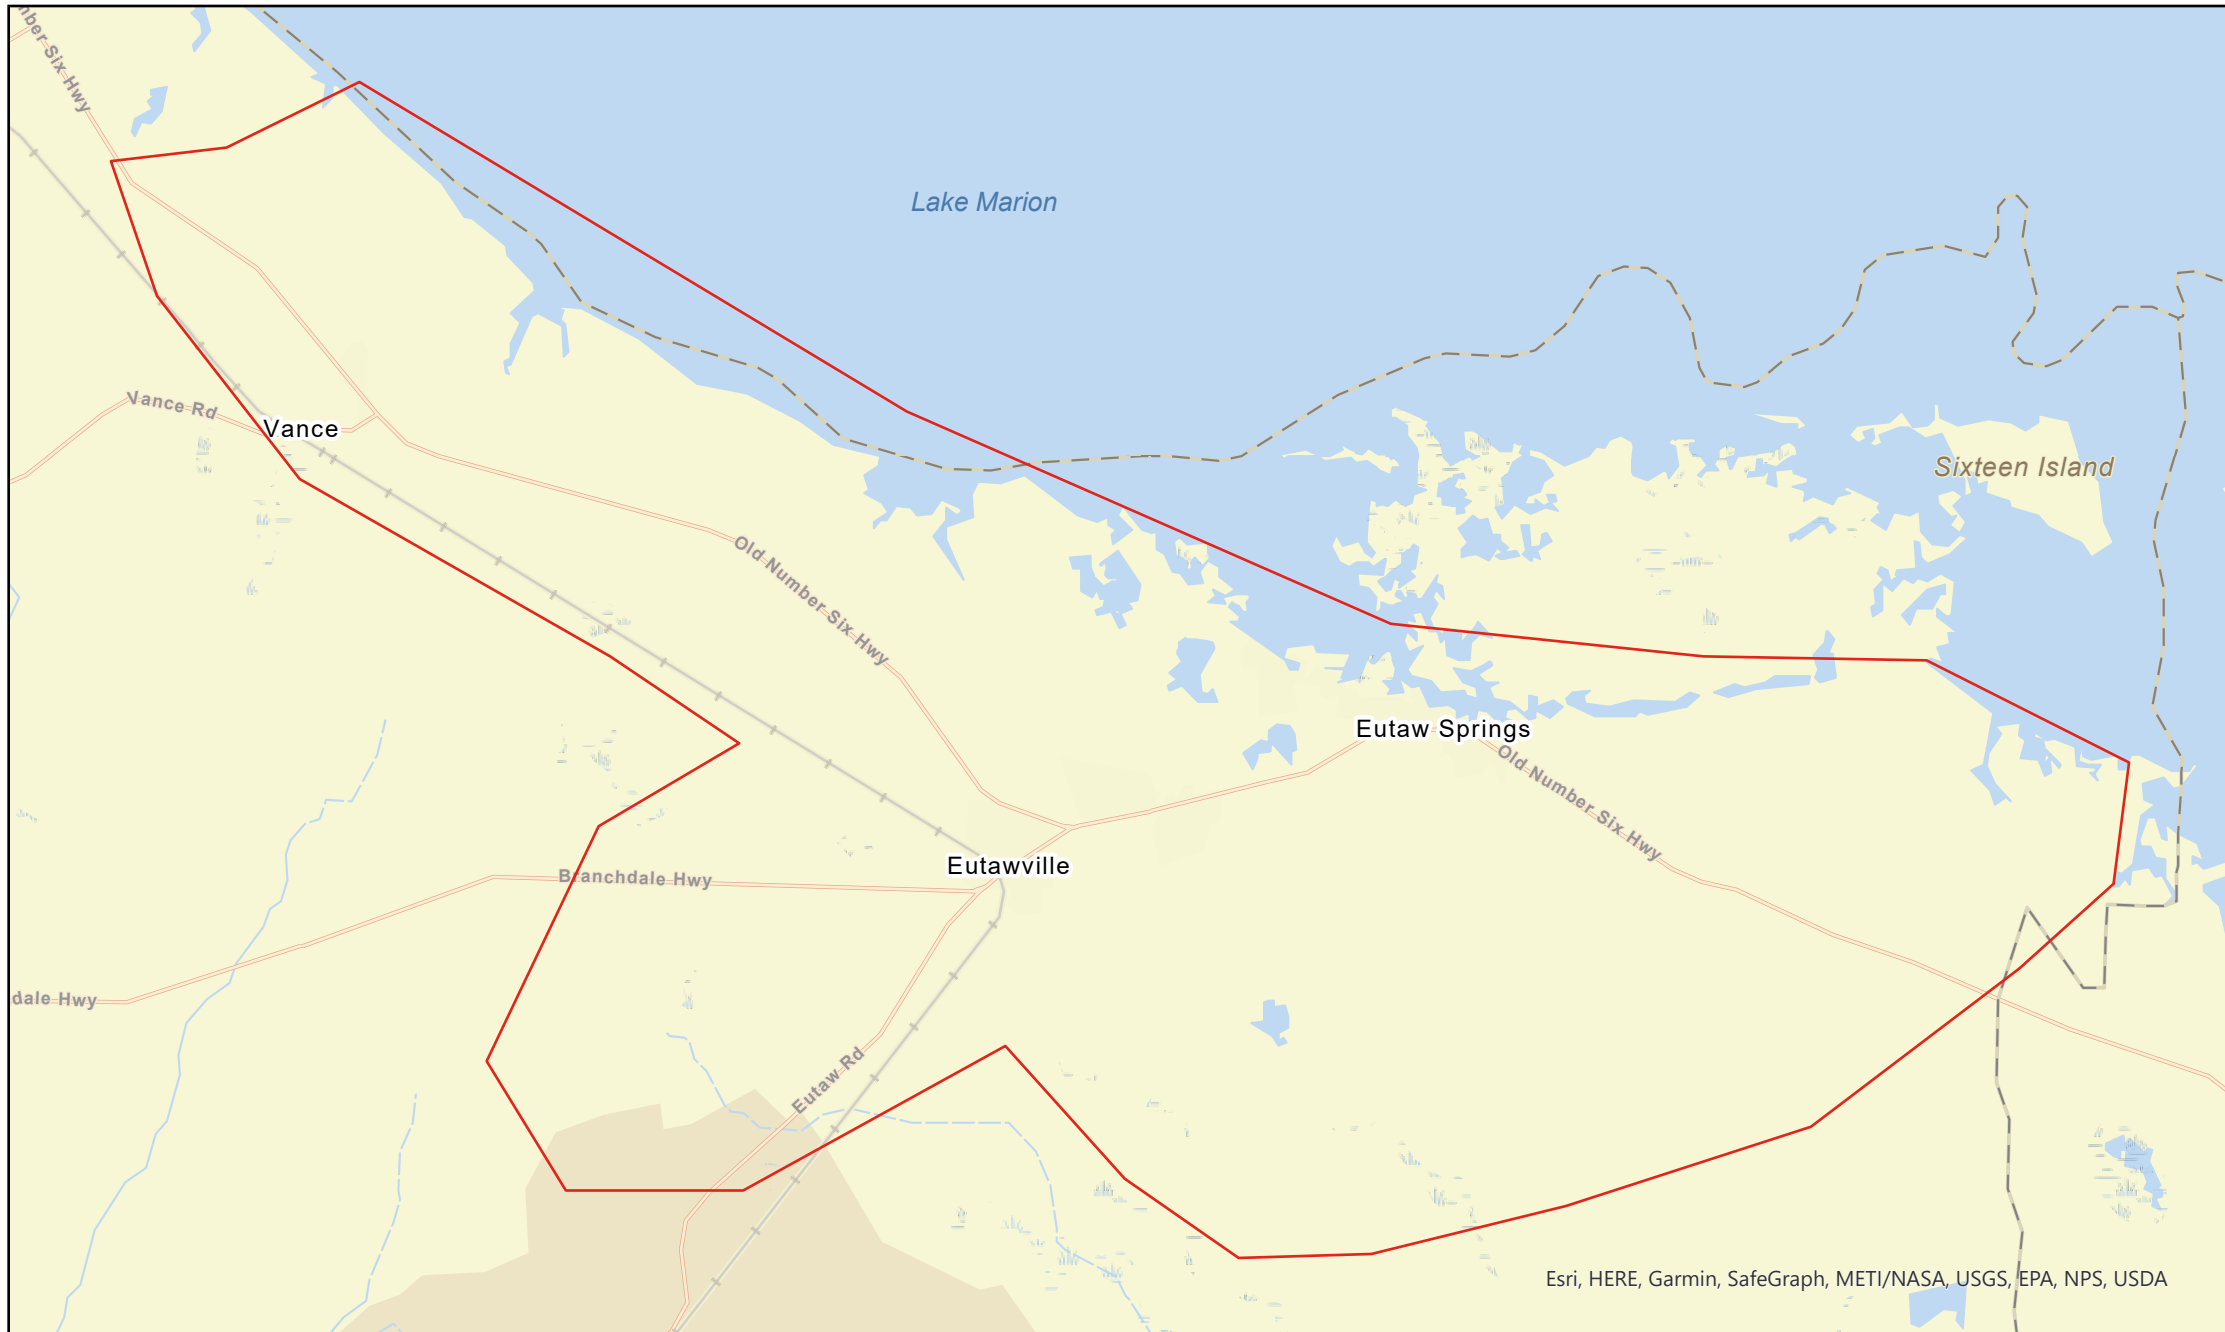 mber Six Hwy
Lake Marion
Vance Rd
Vance
Sixteen Island
Old Number Six Hwy
Eutaw Springs
Old Number Six Hwy
Eutawville
Branchdale Hwy
dale Hwy
Eutaw Rd
Esri, HERE, Garmin, SafeGraph, METI/NASA, USGS, EPA, NPS, USDA